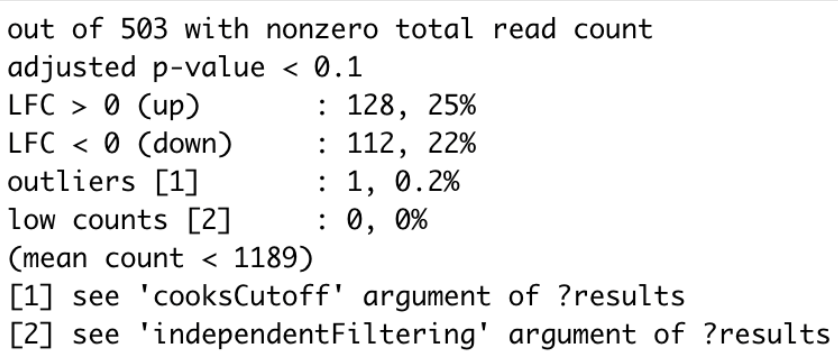 out of 503 with nonzero total read count
adjusted p-value < 0.1
LFC > 0 (up)       : 128, 25%
LFC < 0 (down)     : 112, 22%
outliers [1]       : 1, 0.2%
low counts [2]     : 0, 0%
(mean count < 1189)
[1] see 'cooksCutoff' argument of ?results
[2] see 'independentFiltering' argument of ?results